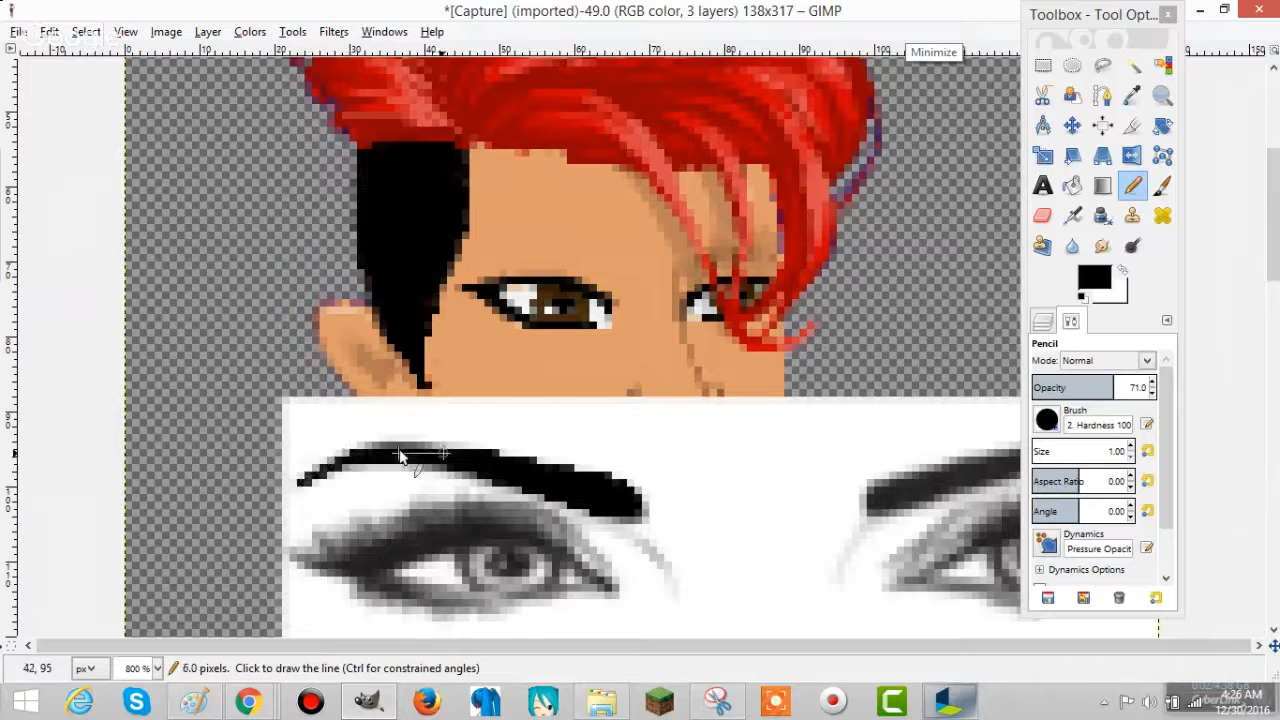 *[Capture] (imported)-49.0 (RGB color, 3 layers) 138x317 – GIMP
Toolbox - Tool Opt...
Edit Select View Image Layer Colors Tools Filters Windows Help
Minimize
Pencil
Mode: Normal
Opacity 71.0
Brush
2. Hardness 100
Size 1.00
Aspect Ratio 0.00
Angle 0.00
Dynamics
Pressure Opacit
Dynamics Options
42, 95 px 800 % 6.0 pixels. Click to draw the line (Ctrl for constrained angles)
4:26 AM
12/30/2016